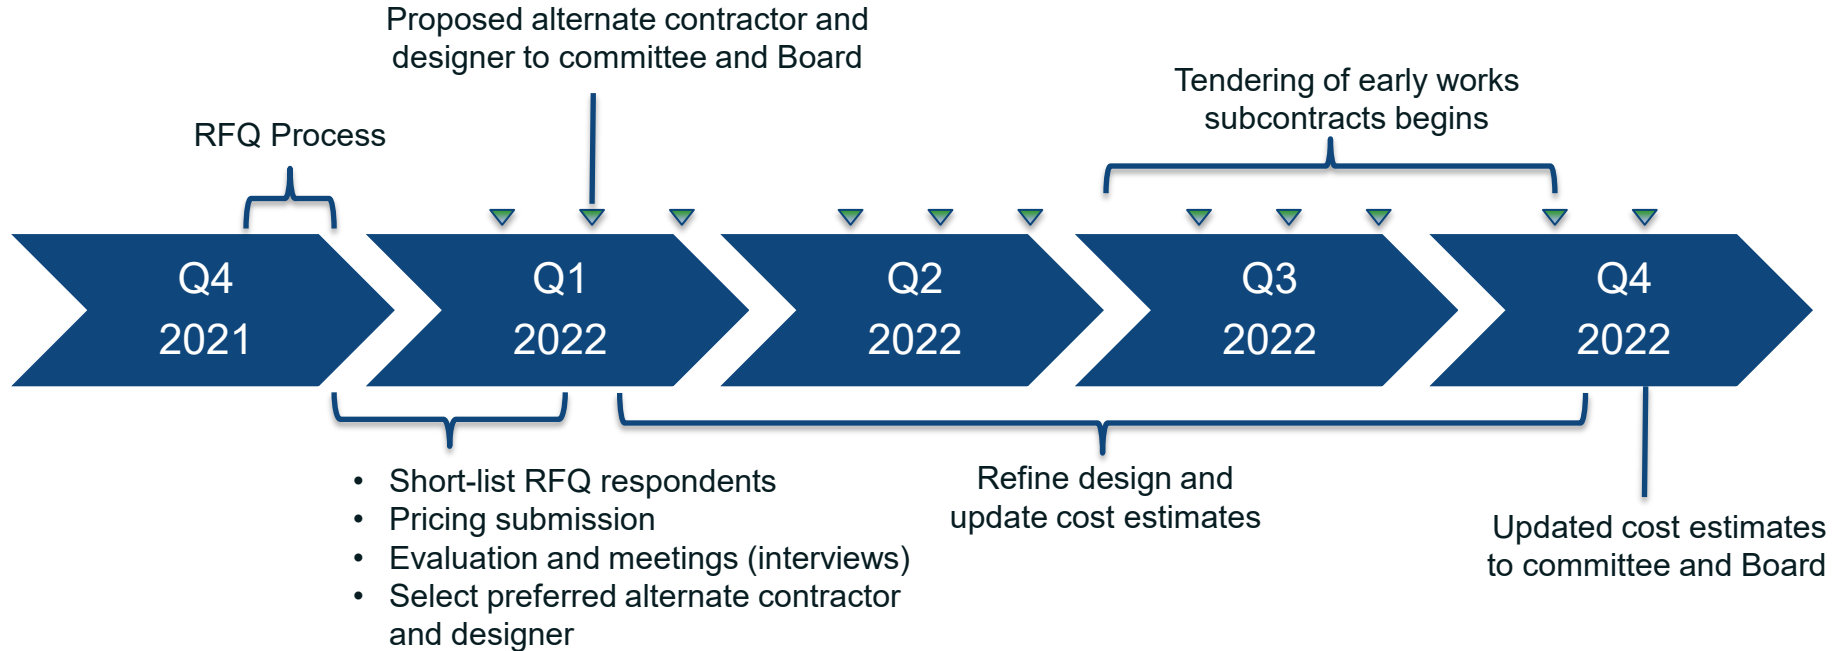 Proposed alternate contractor and
designer to committee and Board
Tendering of early works
subcontracts begins
RFQ Process
Q4
2021
Q1
2022
Q2
2022
Q3
2022
Q4
2022
• Short-list RFQ respondents
• Pricing submission
• Evaluation and meetings (interviews)
• Select preferred alternate contractor
and designer
Refine design and
update cost estimates
Updated cost estimates
to committee and Board